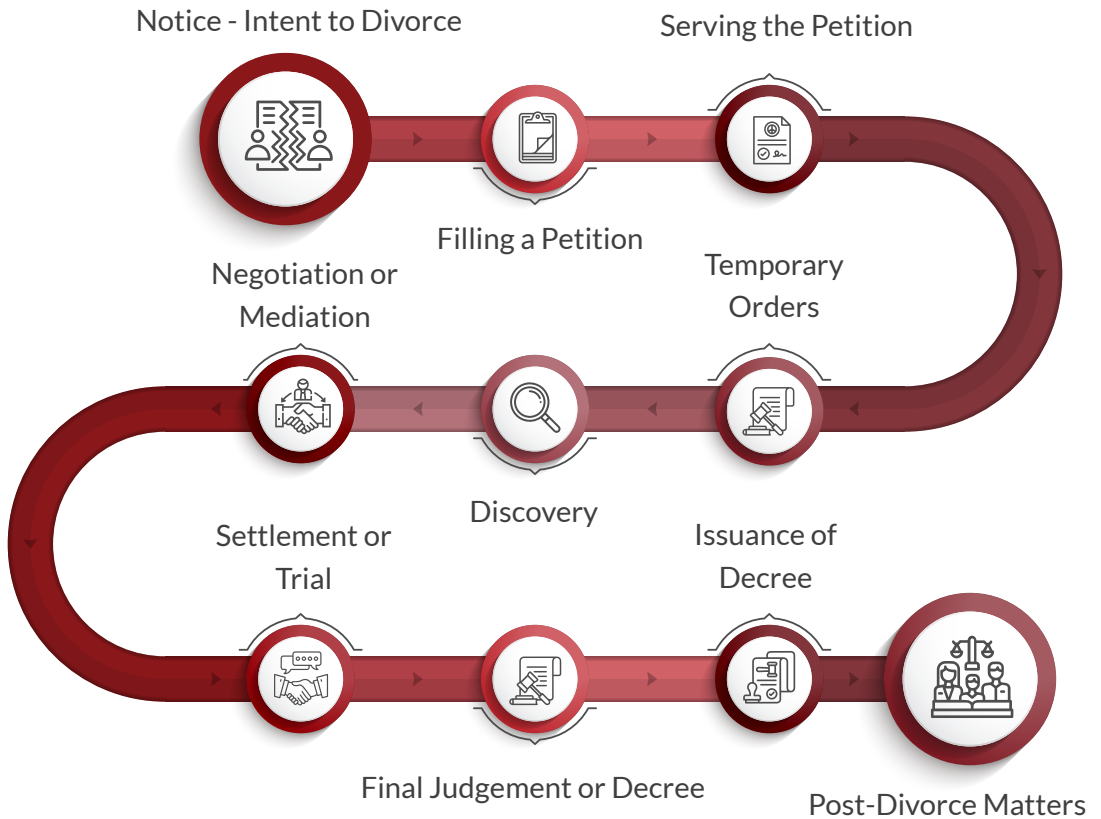 Notice - Intent to Divorce
Serving the Petition
Filling a Petition
Temporary
Orders
Discovery
Negotiation or
Mediation
Settlement or
Trial
Final Judgement or Decree
Issuance of
Decree
Post-Divorce Matters